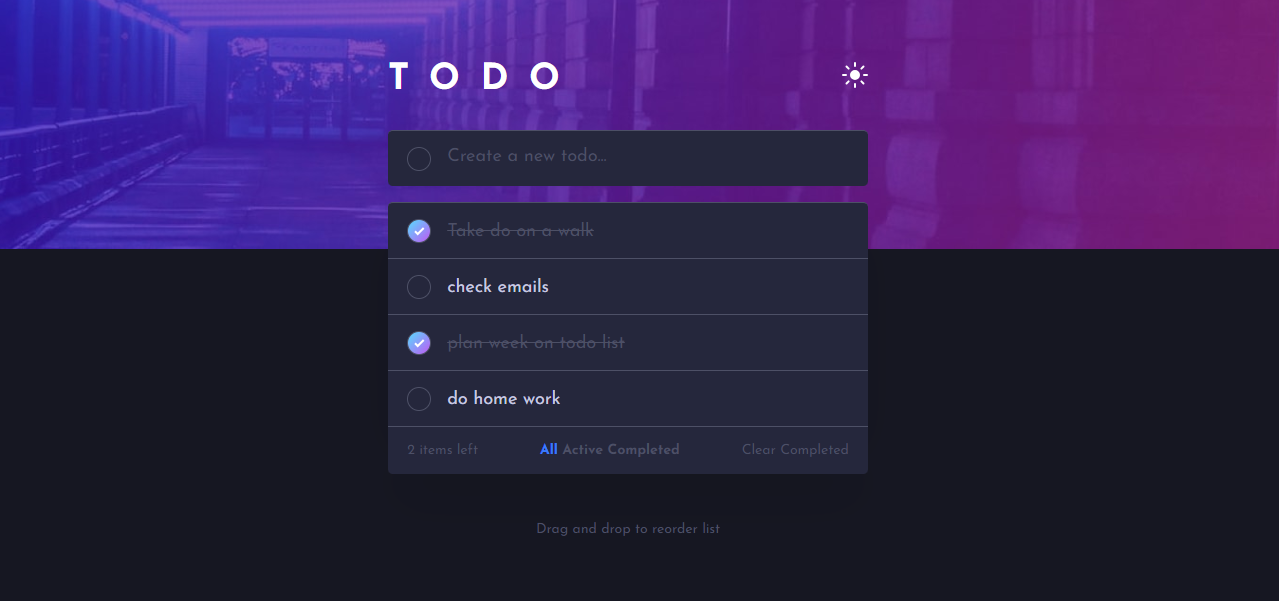 TODO
Create a new todo...
Take do on a walk
check emails
plan week on todo list
do home work
2 items left All Active Completed Clear Completed
Drag and drop to reorder list